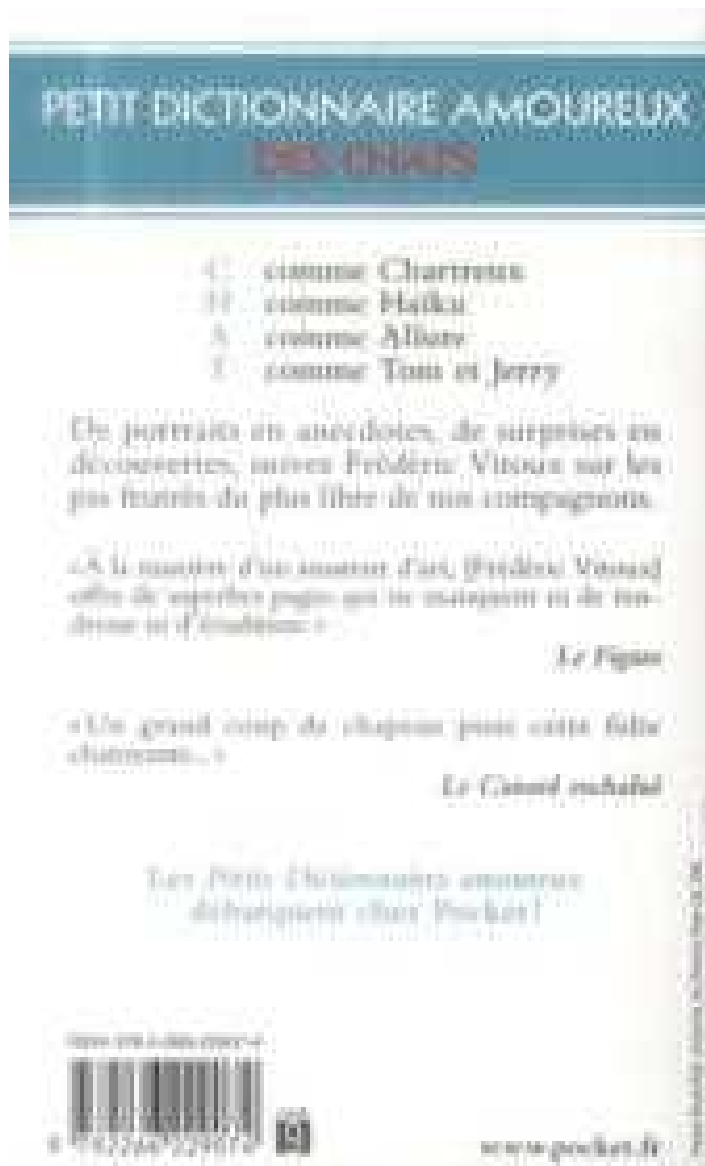 PETIT DICTIONNAIRE AMOUREUX
DES CHATS
C comme Chartreux
H comme Haïku
A comme Allure
T comme Tom et Jerry
De portraits en anecdotes, de surprises en
découvertes, suivez Frédéric Vitoux sur les
pas feutrés du plus libre de nos compagnons.
«À la manière d'un amateur d'art, [Frédéric Vitoux]
offre de superbes pages qui ne manquent ni de ten-
dresse ni d'érudition.»
Le Figaro
«Un grand coup de chapeau pour cette folie
chatoyante...»
Le Canard enchaîné
Les Petits Dictionnaires amoureux
débarquent chez Pocket!
www.pocket.fr